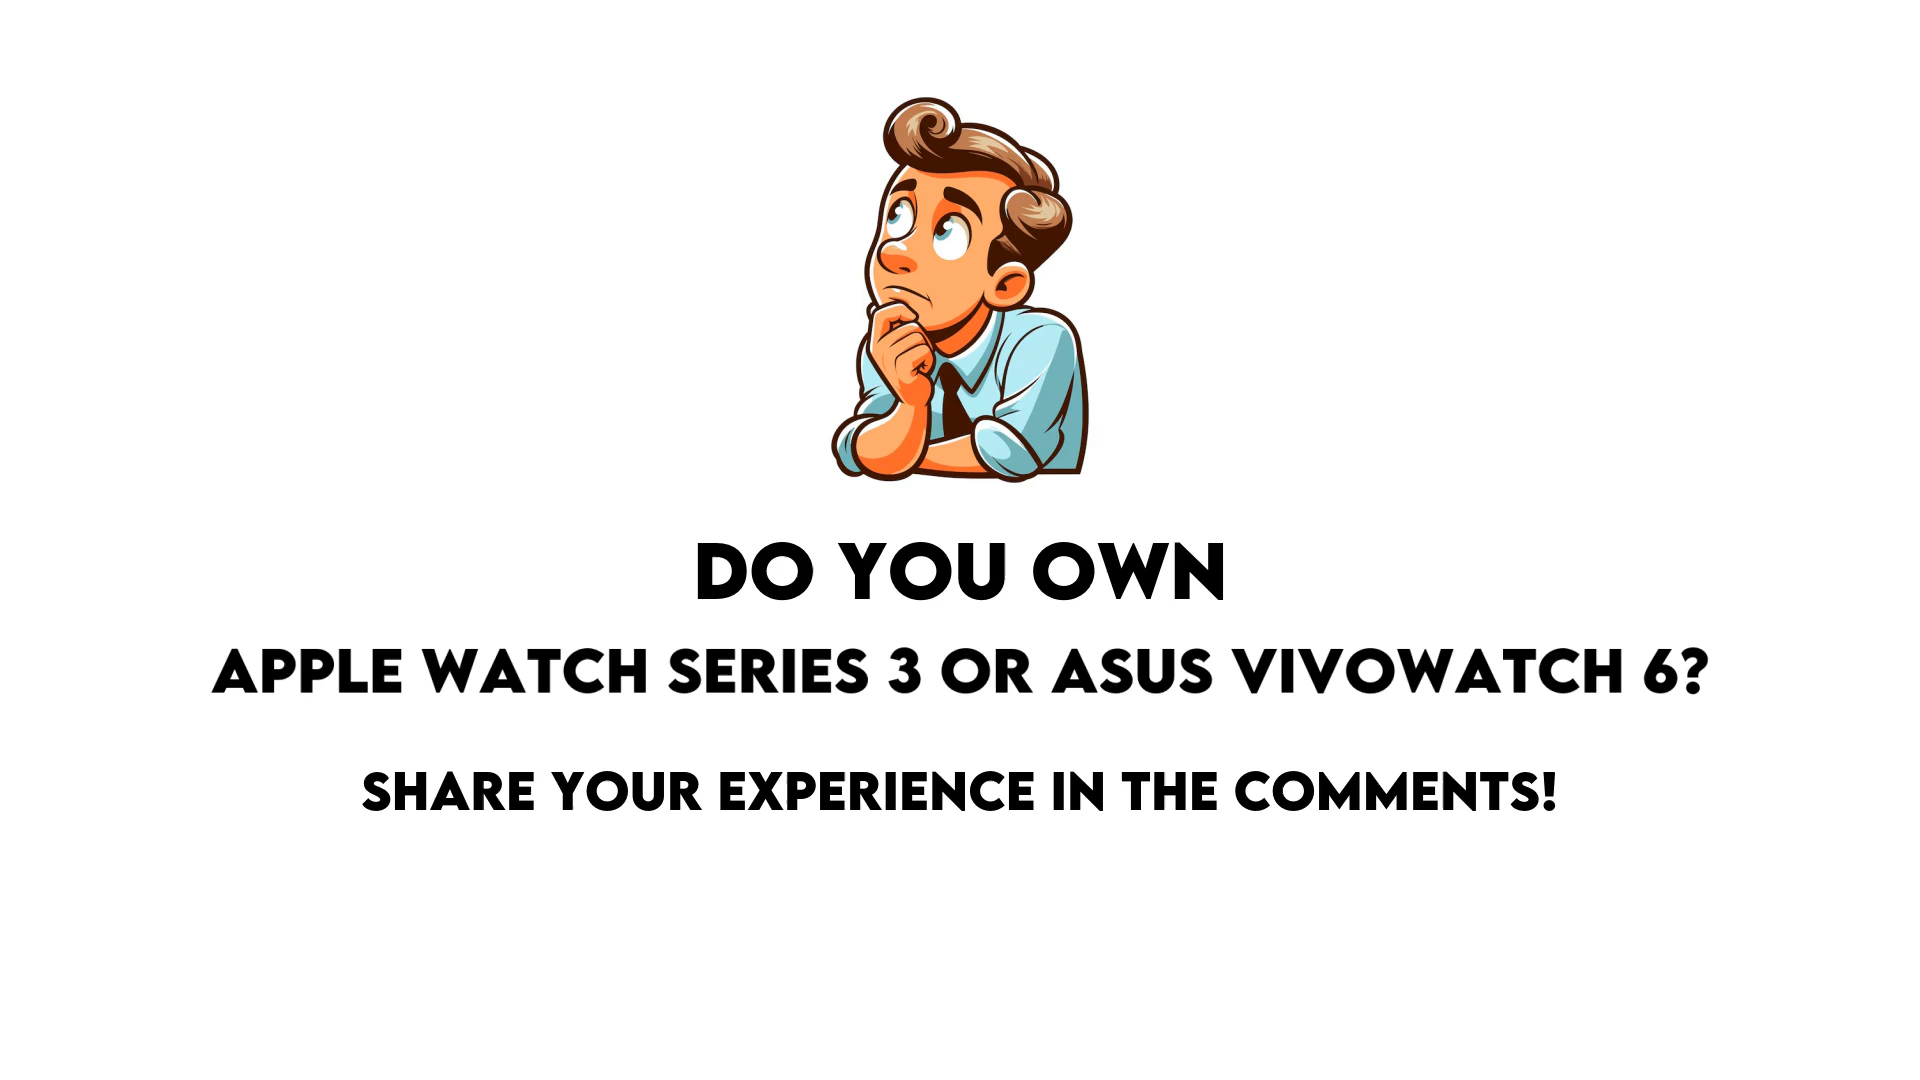 DO YOU OWN
APPLE WATCH SERIES 3 OR ASUS VIVOWATCH 6?
SHARE YOUR EXPERIENCE IN THE COMMENTS!